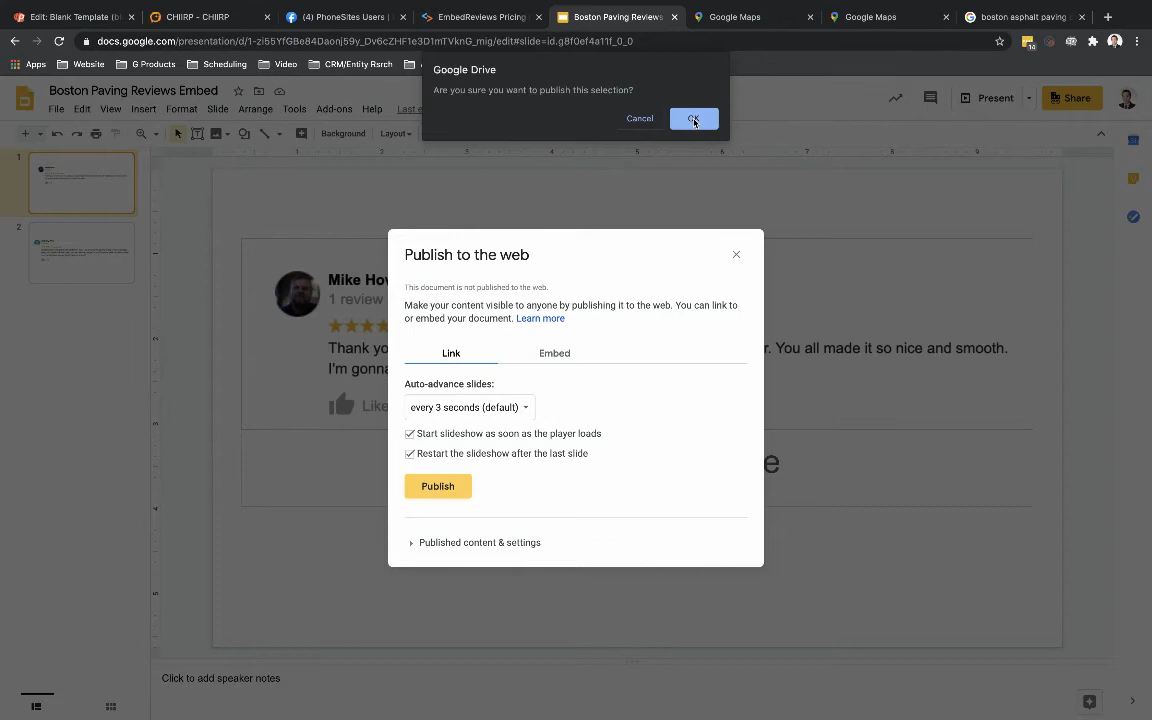 Edit: Blank Template (bl
CHIIRP - CHIIRP
(4) PhoneSites Users |
EmbedReviews Pricing
Boston Paving Reviews
Google Maps
Google Maps
boston asphalt paving c
docs.google.com/presentation/d/1-zi55YfGBe84Daonj59y_Dv6cZHF1e3D1mTVknG_mig/edit#slide=id.g8f0ef4a11f_0_0
14
Apps
Website
G Products
Scheduling
Video
CRM/Entity Rsrch
Google Drive
Are you sure you want to publish this selection?
Cancel
OK
Boston Paving Reviews Embed
File Edit View Insert Format Slide Arrange Tools Add-ons Help
Present
Share
Background
Layout
1
2
Mike Ho
1 review
Thank yo
r. You all made it so nice and smooth.
I'm gonna
Like
e
Publish to the web
This document is not published to the web.
Make your content visible to anyone by publishing it to the web. You can link to
or embed your document. Learn more
Link
Embed
Auto-advance slides:
every 3 seconds (default)
Start slideshow as soon as the player loads
Restart the slideshow after the last slide
Publish
Published content & settings
Click to add speaker notes